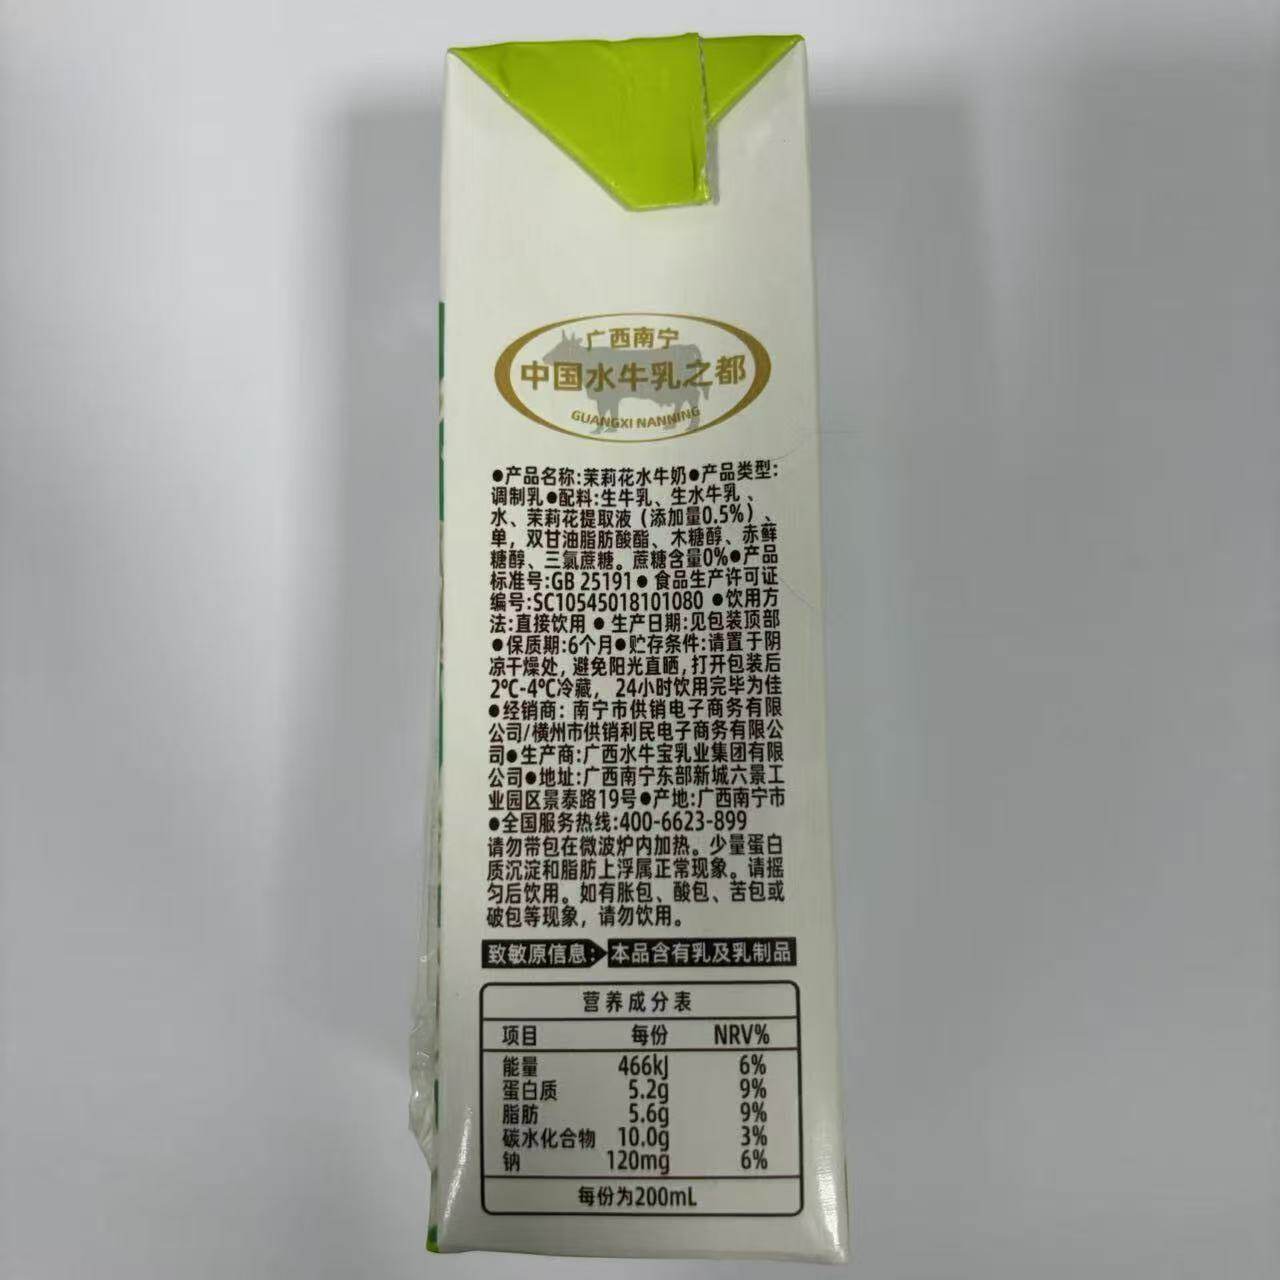 广西南宁
中国水牛乳之都
GUANGXI NANNING
●产品名称:茉莉花水牛奶●产品类型:
调制乳●配料:生牛乳、生水牛乳、
水、茉莉花提取液（添加量0.5%）、
单，双甘油脂肪酸酯、木糖醇、赤鲜
糖醇、三氯蔗糖。蔗糖含量0%●产品
标准号:GB 25191● 食品生产许可证
编号:SC10545018101080 ●饮用方
法:直接饮用 ● 生产日期:见包装顶部
●保质期:6个月●贮存条件:请置于阴
凉干燥处,避免阳光直晒,打开包装后
2℃-4℃冷藏， 24小时饮用完毕为佳
●经销商: 南宁市供销电子商务有限
公司/横州市供销利民电子商务有限公
司●生产商:广西水牛宝乳业集团有限
公司●地址:广西南宁东部新城六景工
业园区景泰路19号●产地:广西南宁市
●全国服务热线:400-6623-899
请勿带包在微波炉内加热。少量蛋白
质沉淀和脂肪上浮属正常现象。请摇
匀后饮用。如有胀包、酸包、苦包或
破包等现象，请勿饮用。
致敏原信息: 本品含有乳及乳制品
营养成分表
项目 每份 NRV%
能量 466kJ 6%
蛋白质 5.2g 9%
脂肪 5.6g 9%
碳水化合物 10.0g 3%
钠 120mg 6%
每份为200mL